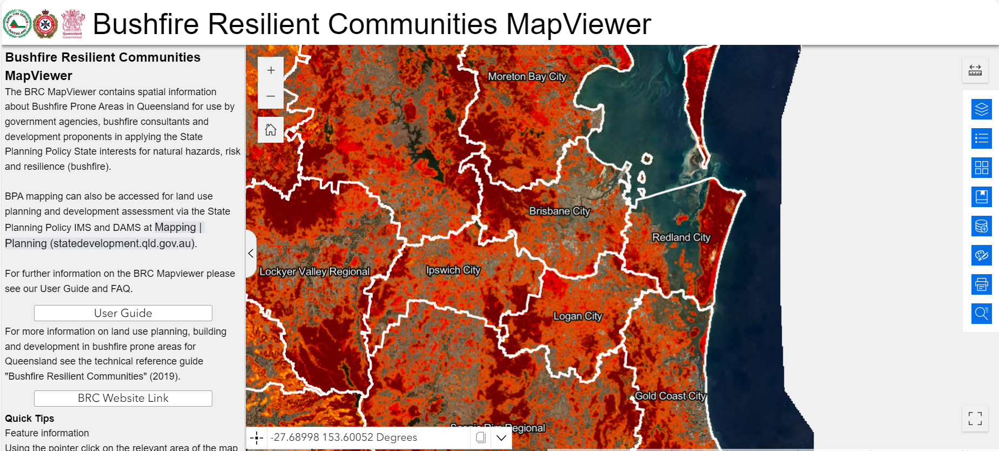 RURAL FIRE SERVICE
QUEENSLAND
Queensland
Government
Bushfire Resilient Communities MapViewer
Bushfire Resilient Communities
MapViewer
The BRC MapViewer contains spatial information
about Bushfire Prone Areas in Queensland for use by
government agencies, bushfire consultants and
development proponents in applying the State
Planning Policy State interests for natural hazards, risk
and resilience (bushfire).
BPA mapping can also be accessed for land use
planning and development assessment via the State
Planning Policy IMS and DAMS at Mapping |
Planning (statedevelopment.qld.gov.au).
For further information on the BRC Mapviewer please
see our User Guide and FAQ.
User Guide
For more information on land use planning, building
and development in bushfire prone areas for
Queensland see the technical reference guide
"Bushfire Resilient Communities" (2019).
BRC Website Link
Quick Tips
Feature information
Using the pointer click on the relevant area of the map
Moreton Bay City
Brisbane City
Redland City
Lockyer Valley Regional
Ipswich City
Logan City
Gold Coast City
Scenic Rim Regional
-27.68998 153.60052 Degrees